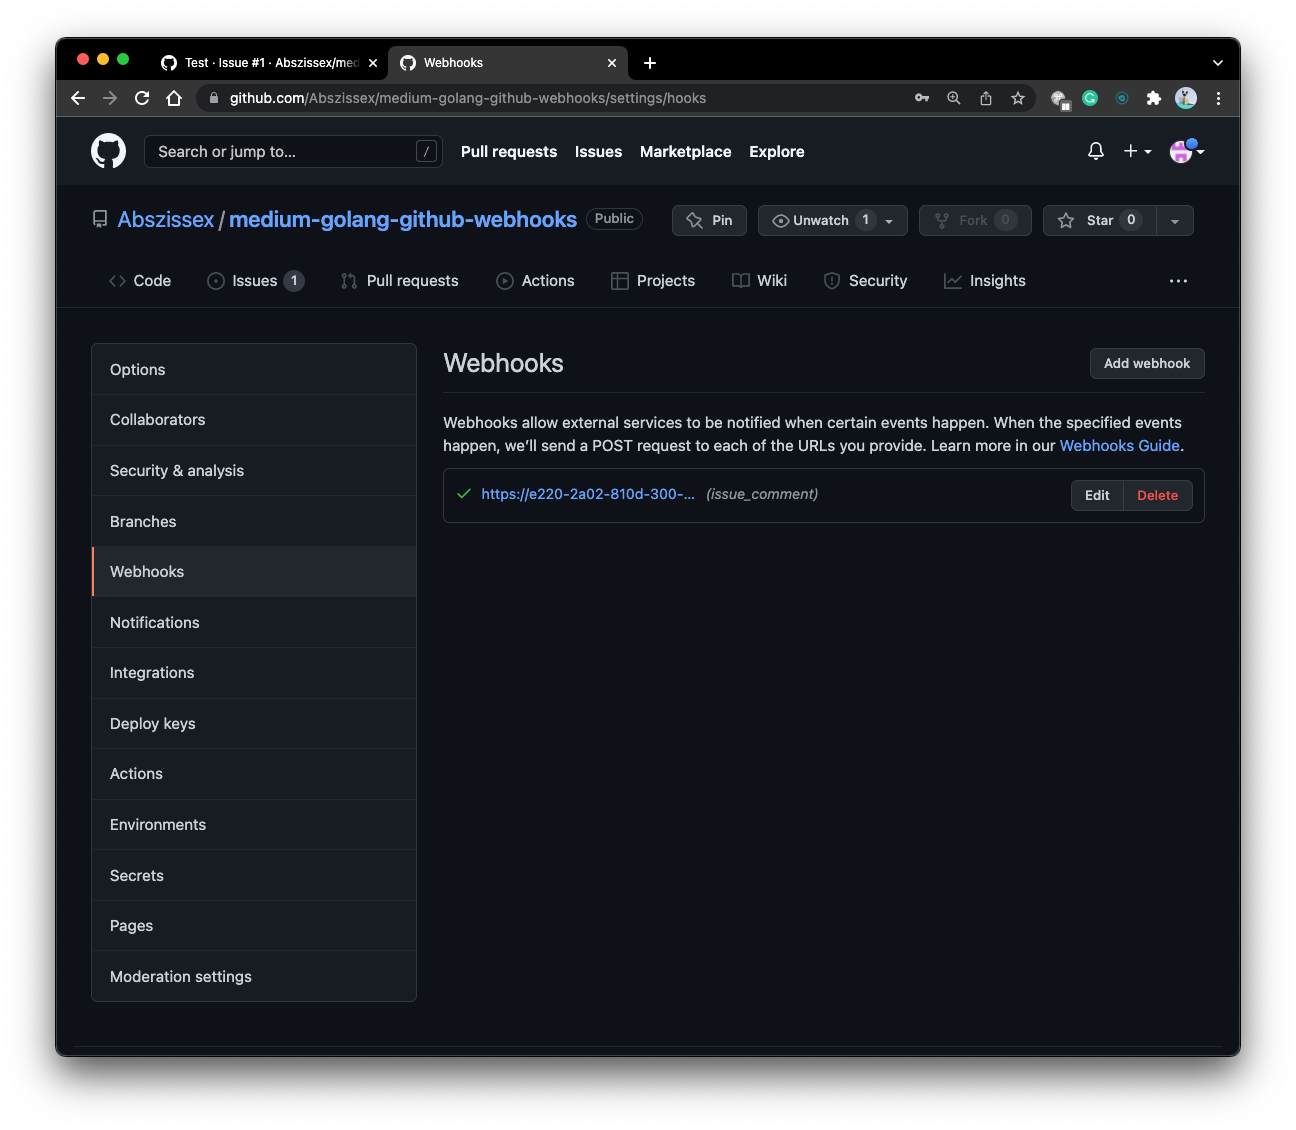 Test · Issue #1 · Abszissex/med
Webhooks
github.com/Abszissex/medium-golang-github-webhooks/settings/hooks
Search or jump to... /
Pull requests Issues Marketplace Explore
Abszissex / medium-golang-github-webhooks Public
Pin Unwatch 1 Fork 0 Star 0
Code Issues 1 Pull requests Actions Projects Wiki Security Insights
Options
Collaborators
Security & analysis
Branches
Webhooks
Notifications
Integrations
Deploy keys
Actions
Environments
Secrets
Pages
Moderation settings
Webhooks
Add webhook
Webhooks allow external services to be notified when certain events happen. When the specified events
happen, we’ll send a POST request to each of the URLs you provide. Learn more in our Webhooks Guide.
https://e220-2a02-810d-300-... (issue_comment)
Edit Delete